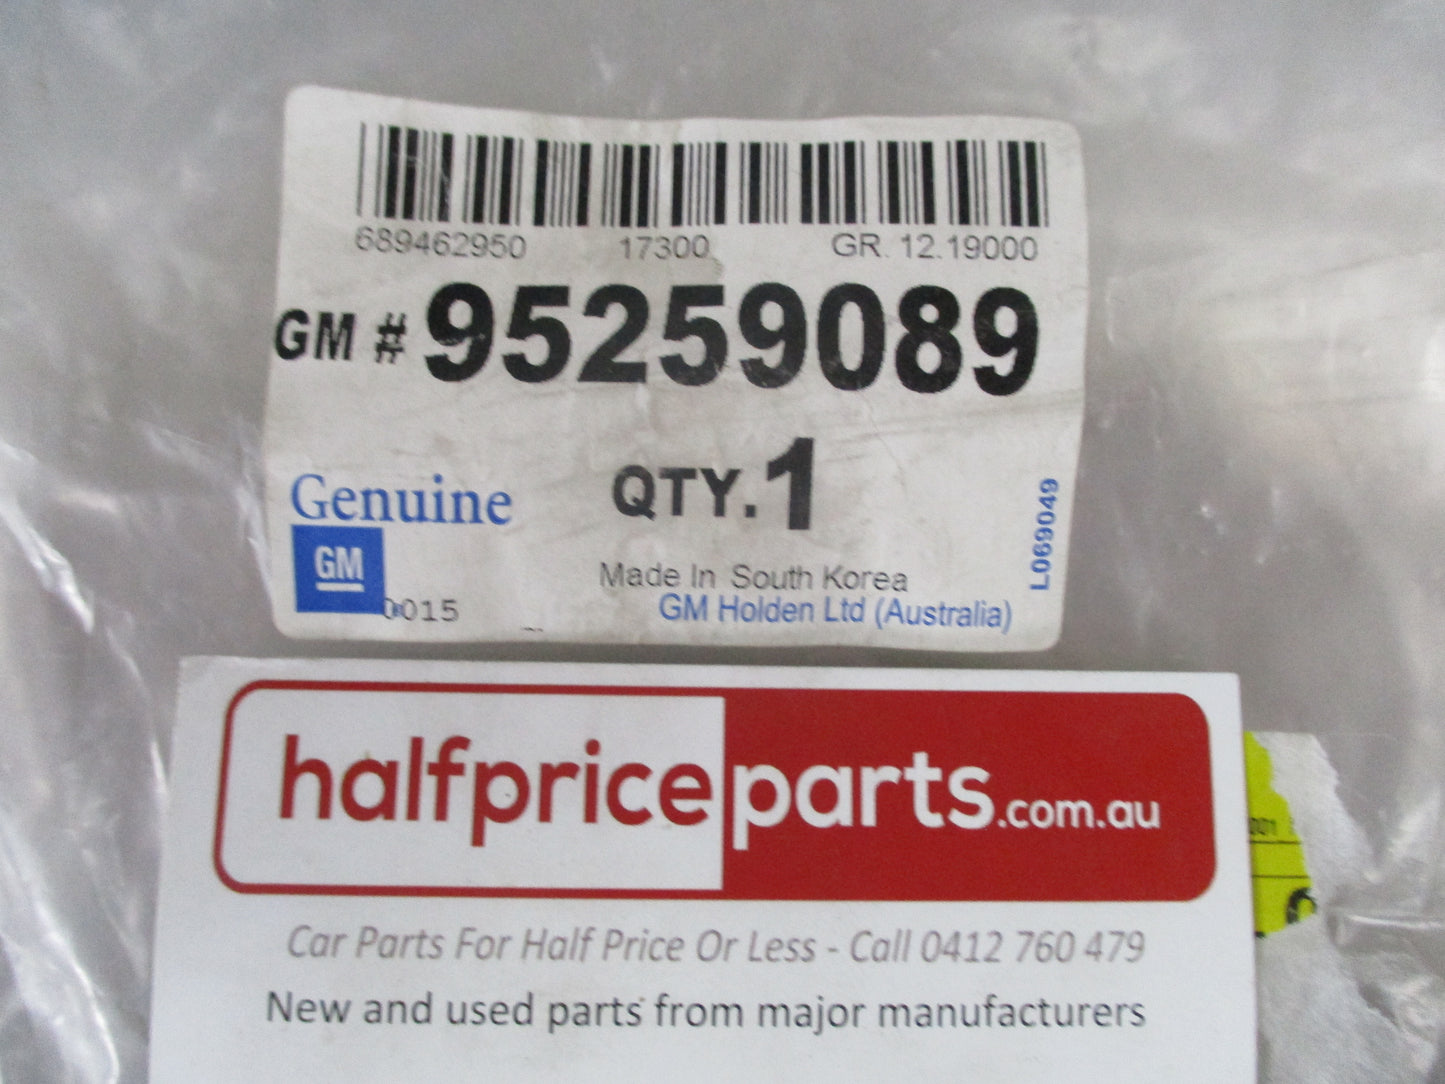 689462950 17300 GR. 12.19000
GM # 95259089
Genuine QTY.1
GM
0015
Made In South Korea
GM Holden Ltd (Australia)
L069049
halfpriceparts.com.au
Car Parts For Half Price Or Less - Call 0412 760 479
New and used parts from major manufacturers
001